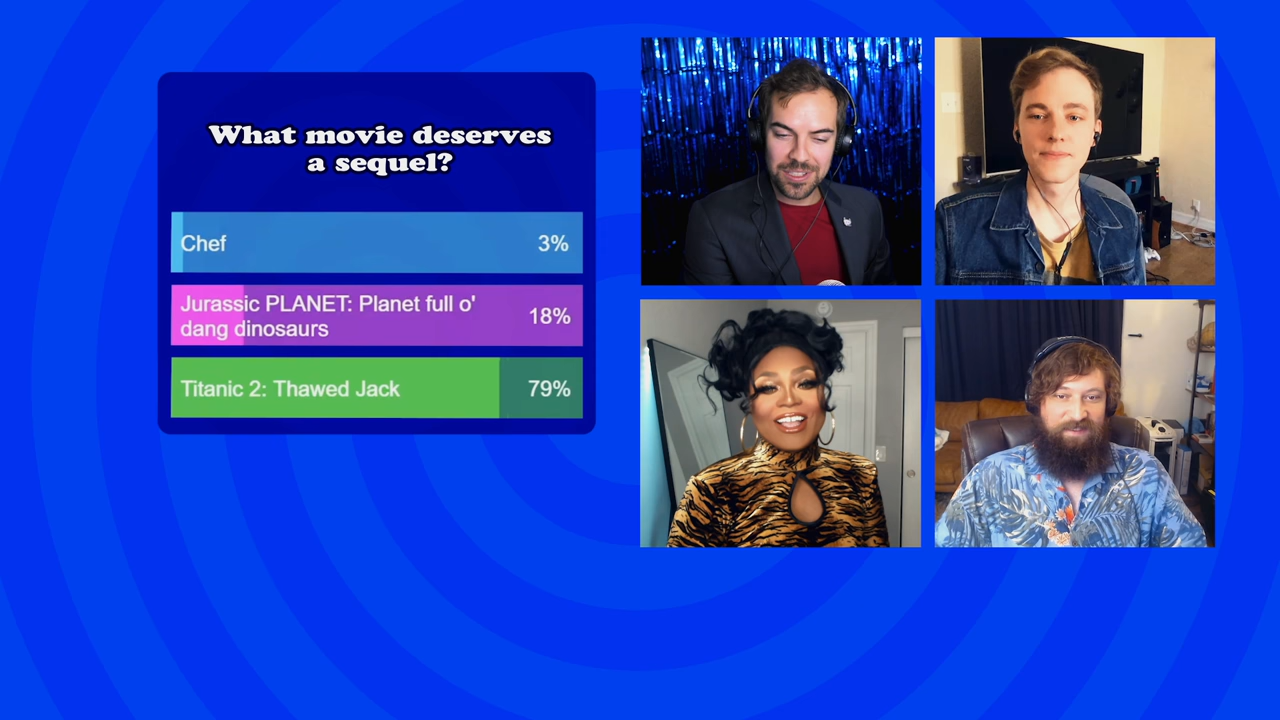 What movie deserves
a sequel?
Chef 3%
Jurassic PLANET: Planet full o'
dang dinosaurs 18%
Titanic 2: Thawed Jack 79%